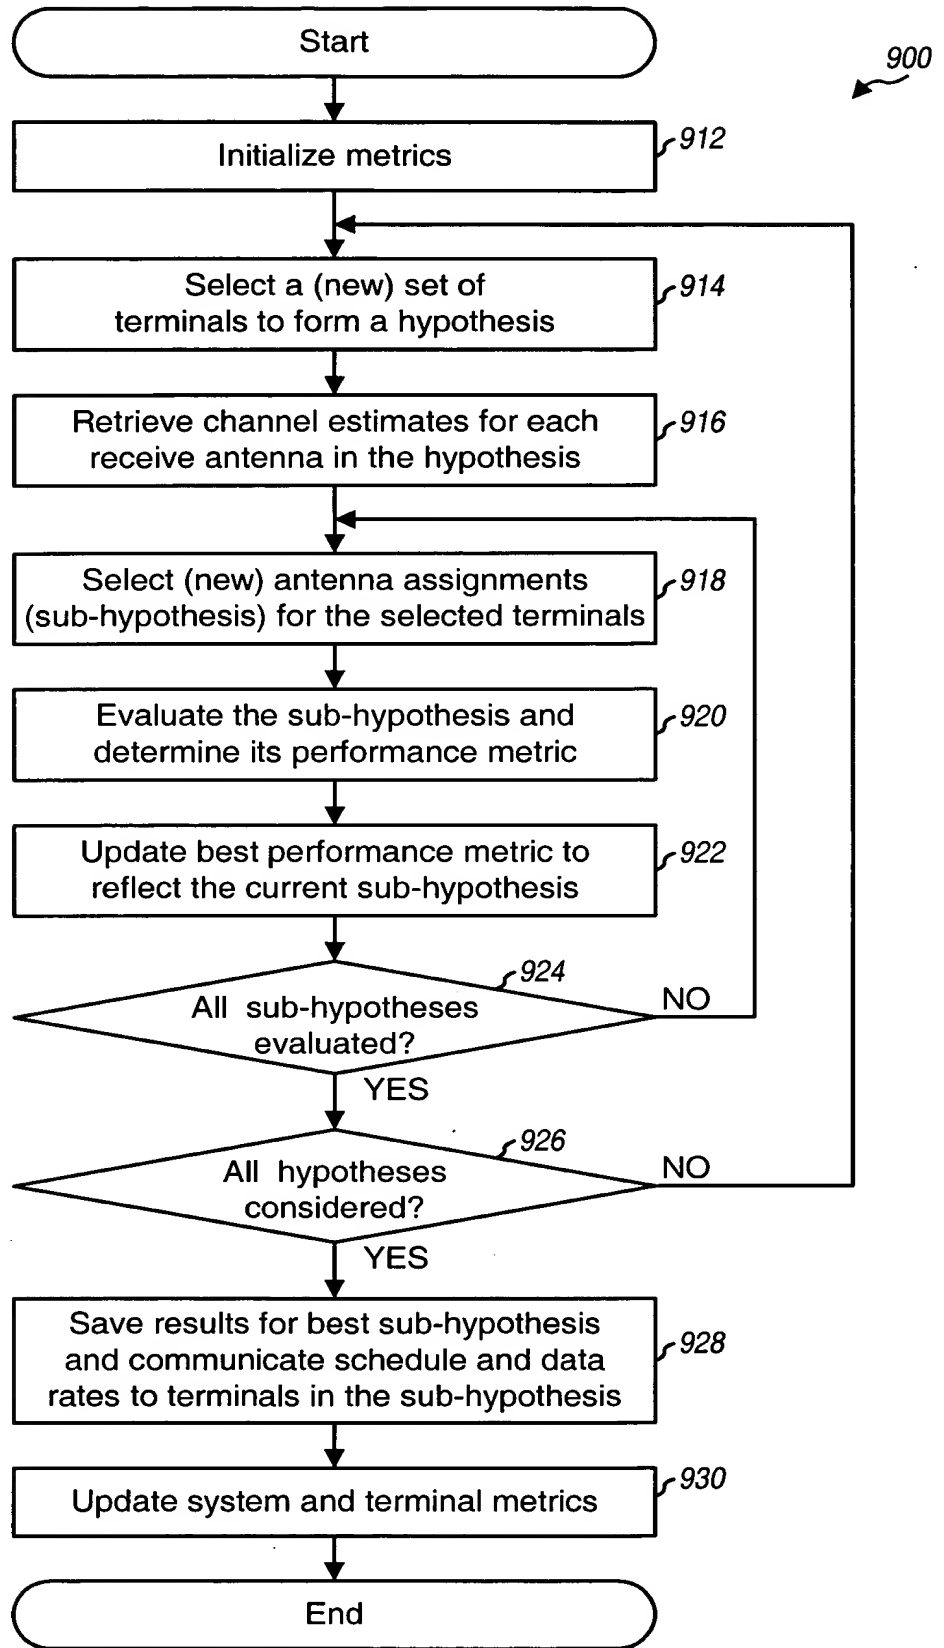 Start
900
Initialize metrics
912
Select a (new) set of
terminals to form a hypothesis
914
Retrieve channel estimates for each
receive antenna in the hypothesis
916
Select (new) antenna assignments
(sub-hypothesis) for the selected terminals
918
Evaluate the sub-hypothesis and
determine its performance metric
920
Update best performance metric to
reflect the current sub-hypothesis
922
924
All sub-hypotheses
evaluated?
NO
YES
926
All hypotheses
considered?
NO
YES
Save results for best sub-hypothesis
and communicate schedule and data
rates to terminals in the sub-hypothesis
928
Update system and terminal metrics
930
End